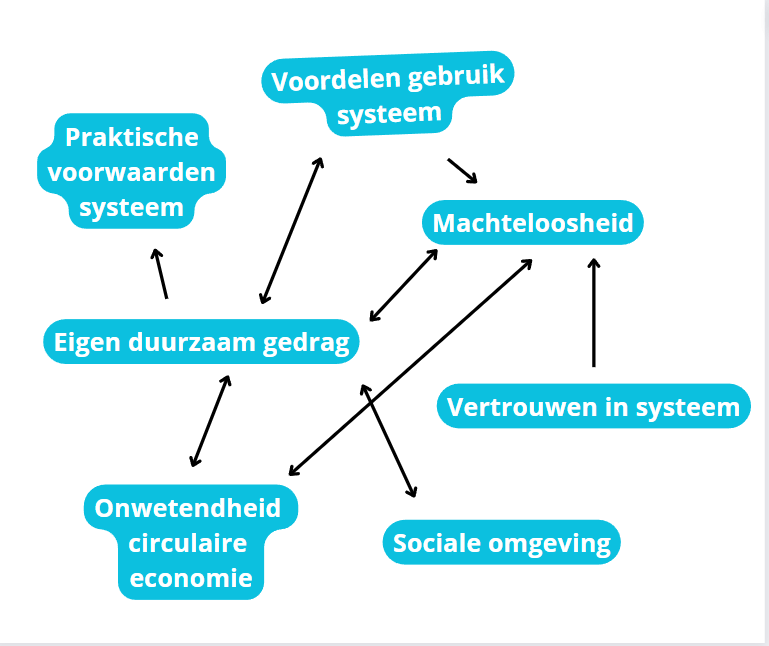 Voordelen gebruik
systeem
Praktische
voorwaarden
systeem
Machteloosheid
Eigen duurzaam gedrag
Vertrouwen in systeem
Onwetendheid
circulaire
economie
Sociale omgeving